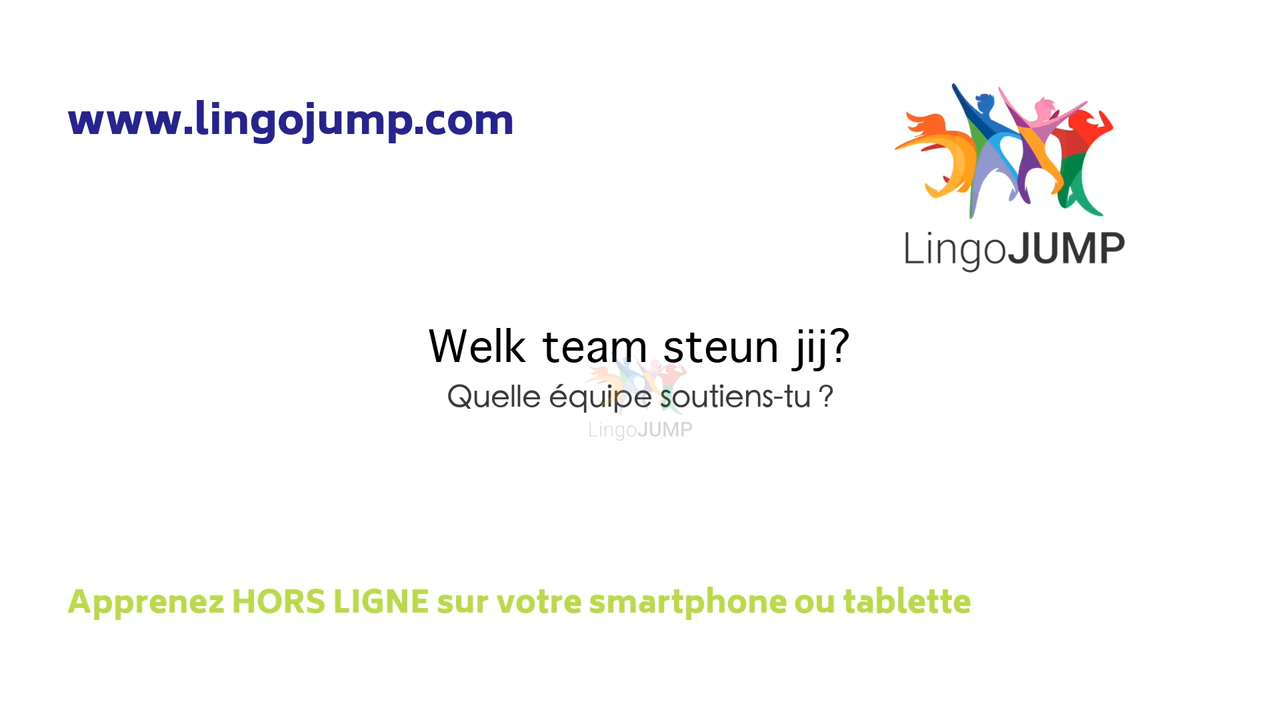 www.lingojump.com
LingoJUMP
Welk team steun jij?
Quelle équipe soutiens-tu ?
LingoJUMP
Apprenez HORS LIGNE sur votre smartphone ou tablette